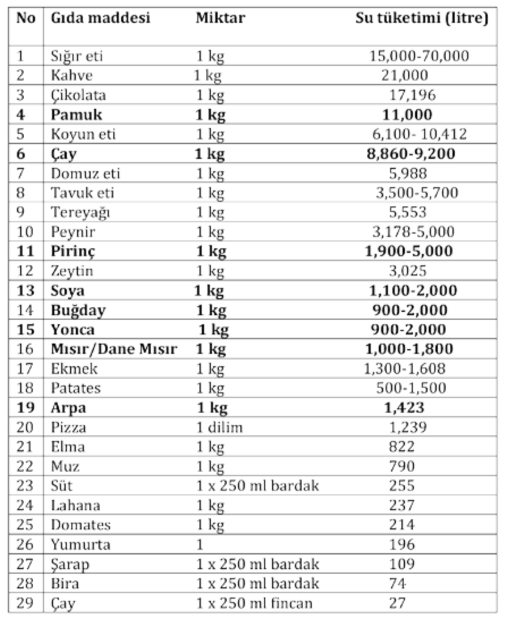 No Gıda maddesi Miktar Su tüketimi (litre)
1 Sığır eti 1 kg 15,000-70,000
2 Kahve 1 kg 21,000
3 Çikolata 1 kg 17,196
4 Pamuk 1 kg 11,000
5 Koyun eti 1 kg 6,100- 10,412
6 Çay 1 kg 8,860-9,200
7 Domuz eti 1 kg 5,988
8 Tavuk eti 1 kg 3,500-5,700
9 Tereyağı 1 kg 5,553
10 Peynir 1 kg 3,178-5,000
11 Pirinç 1 kg 1,900-5,000
12 Zeytin 1 kg 3,025
13 Soya 1 kg 1,100-2,000
14 Buğday 1 kg 900-2,000
15 Yonca 1 kg 900-2,000
16 Mısır/Dane Mısır 1 kg 1,000-1,800
17 Ekmek 1 kg 1,300-1,608
18 Patates 1 kg 500-1,500
19 Arpa 1 kg 1,423
20 Pizza 1 dilim 1,239
21 Elma 1 kg 822
22 Muz 1 kg 790
23 Süt 1 x 250 ml bardak 255
24 Lahana 1 kg 237
25 Domates 1 kg 214
26 Yumurta 1 196
27 Şarap 1 x 250 ml bardak 109
28 Bira 1 x 250 ml bardak 74
29 Çay 1 x 250 ml fincan 27